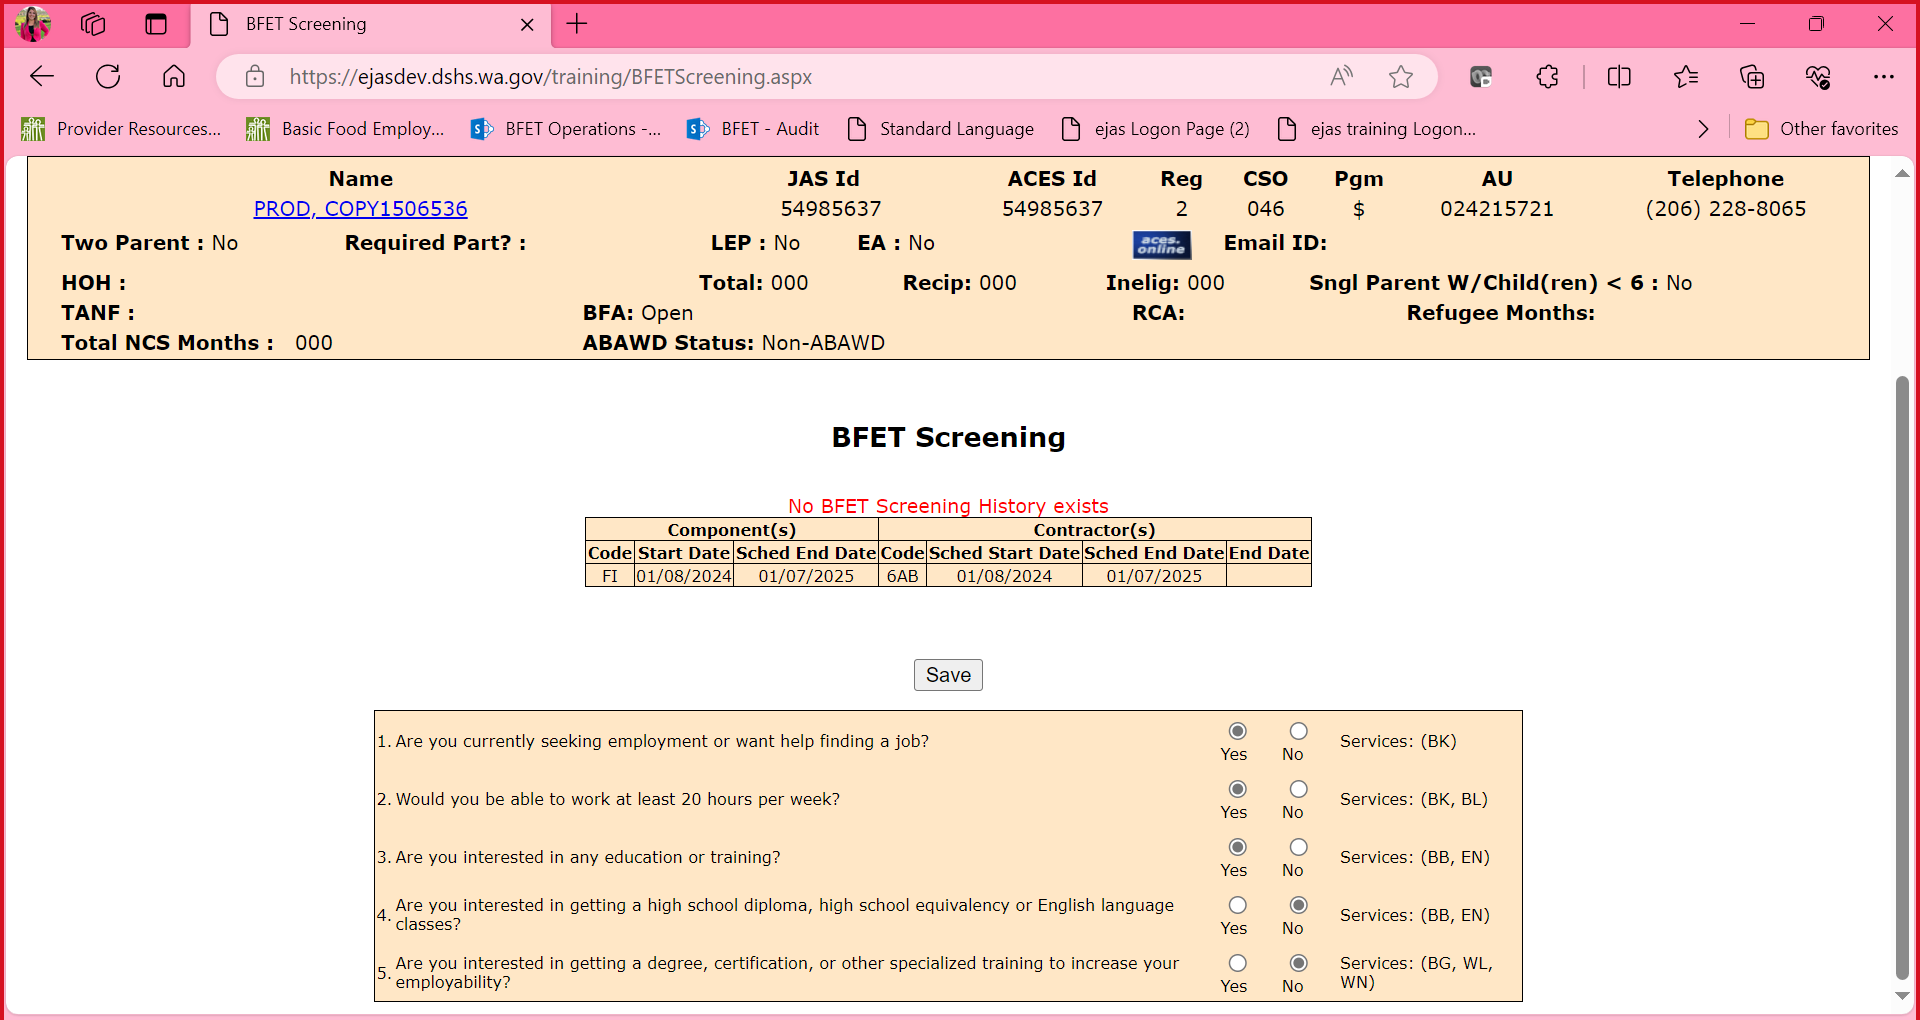 BFET Screening
https://ejasdev.dshs.wa.gov/training/BFETScreening.aspx
Provider Resources... Basic Food Employ... BFET Operations -... BFET - Audit Standard Language ejas Logon Page (2) ejas training Logon... Other favorites
Name JAS Id ACES Id Reg CSO Pgm AU Telephone
PROD, COPY1506536 54985637 54985637 2 046 $ 024215721 (206) 228-8065
Two Parent : No Required Part? : LEP : No EA : No aces. online Email ID:
HOH : Total: 000 Recip: 000 Inelig: 000 Sngl Parent W/Child(ren) < 6 : No
TANF : BFA: Open RCA: Refugee Months:
Total NCS Months : 000 ABAWD Status: Non-ABAWD
BFET Screening
No BFET Screening History exists
Component(s) Contractor(s)
Code Start Date Sched End Date Code Sched Start Date Sched End Date End Date
FI 01/08/2024 01/07/2025 6AB 01/08/2024 01/07/2025
Save
1. Are you currently seeking employment or want help finding a job? Yes No Services: (BK)
2. Would you be able to work at least 20 hours per week? Yes No Services: (BK, BL)
3. Are you interested in any education or training? Yes No Services: (BB, EN)
4. Are you interested in getting a high school diploma, high school equivalency or English language
classes? Yes No Services: (BB, EN)
5. Are you interested in getting a degree, certification, or other specialized training to increase your
employability? Yes No Services: (BG, WL,
WN)